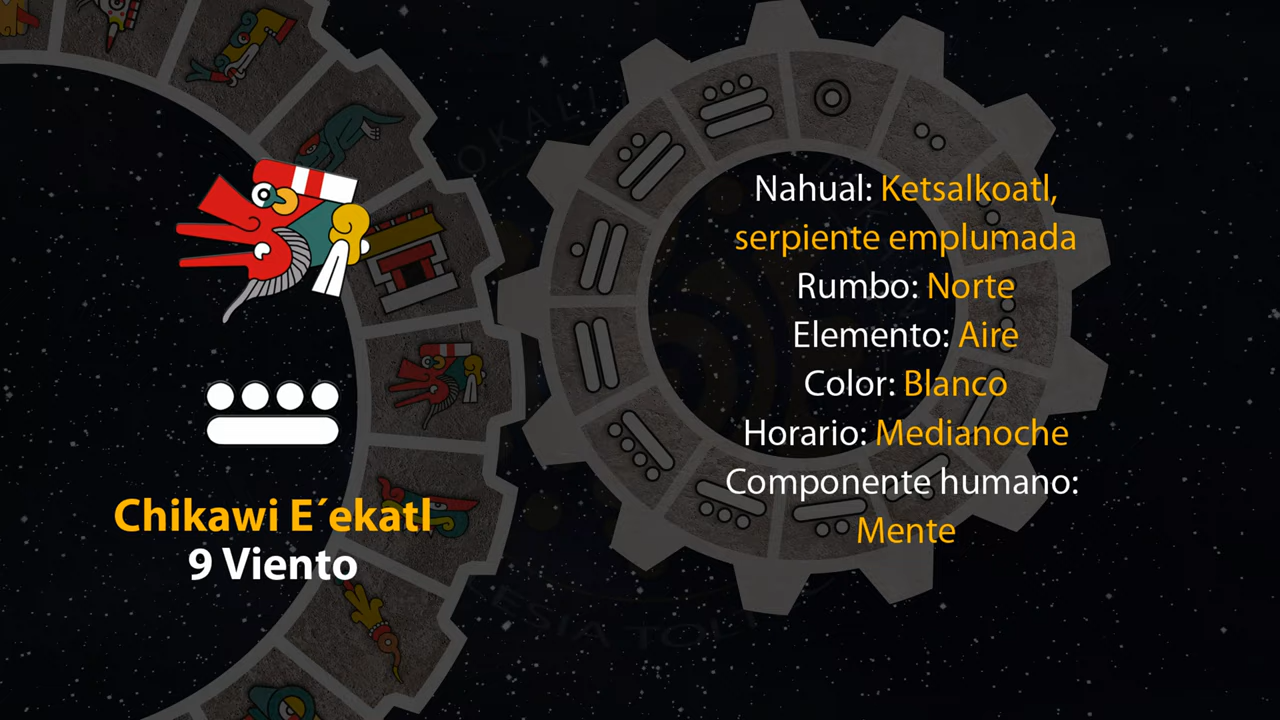 Chikawi E´ekatl
9 Viento
Nahual: Ketsalkoatl,
serpiente emplumada
Rumbo: Norte
Elemento: Aire
Color: Blanco
Horario: Medianoche
Componente humano:
Mente